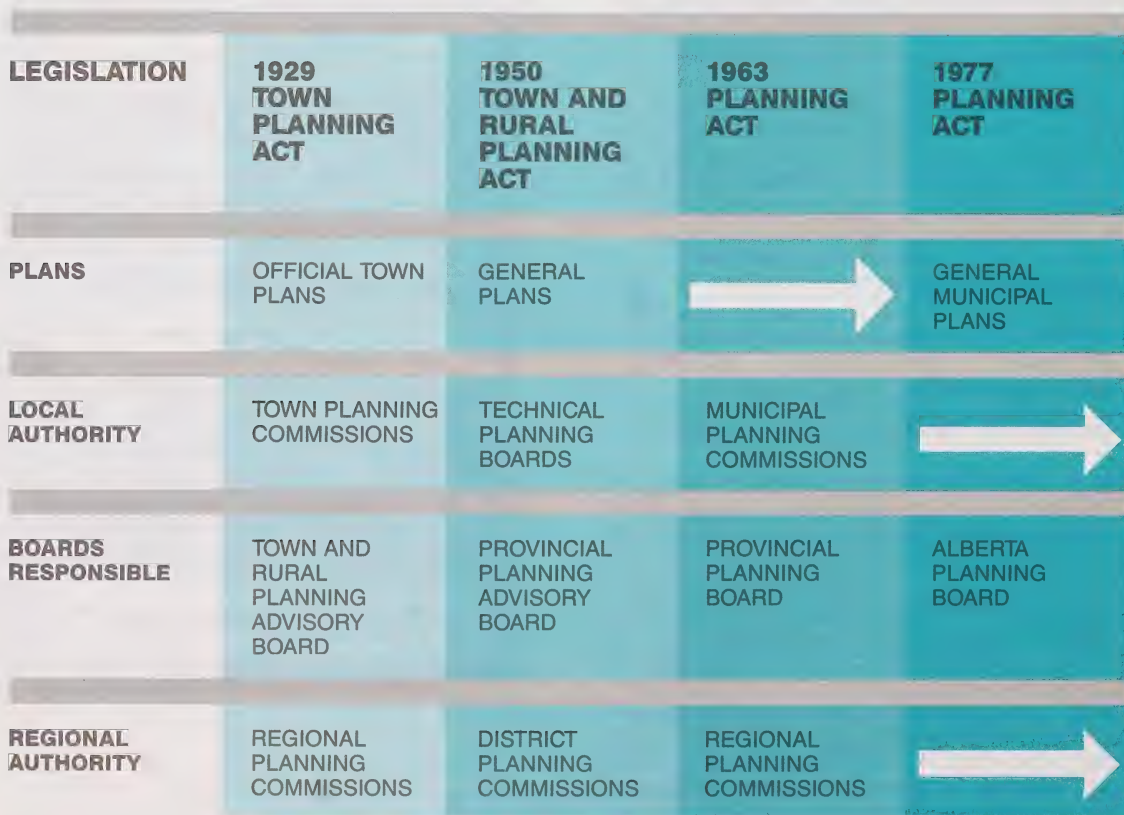 LEGISLATION
1929
TOWN
PLANNING
ACT
1950
TOWN AND
RURAL
PLANNING
ACT
1963
PLANNING
ACT
1977
PLANNING
ACT
PLANS
OFFICIAL TOWN
PLANS
GENERAL
PLANS
GENERAL
MUNICIPAL
PLANS
LOCAL
AUTHORITY
TOWN PLANNING
COMMISSIONS
TECHNICAL
PLANNING
BOARDS
MUNICIPAL
PLANNING
COMMISSIONS
BOARDS
RESPONSIBLE
TOWN AND
RURAL
PLANNING
ADVISORY
BOARD
PROVINCIAL
PLANNING
ADVISORY
BOARD
PROVINCIAL
PLANNING
BOARD
ALBERTA
PLANNING
BOARD
REGIONAL
AUTHORITY
REGIONAL
PLANNING
COMMISSIONS
DISTRICT
PLANNING
COMMISSIONS
REGIONAL
PLANNING
COMMISSIONS